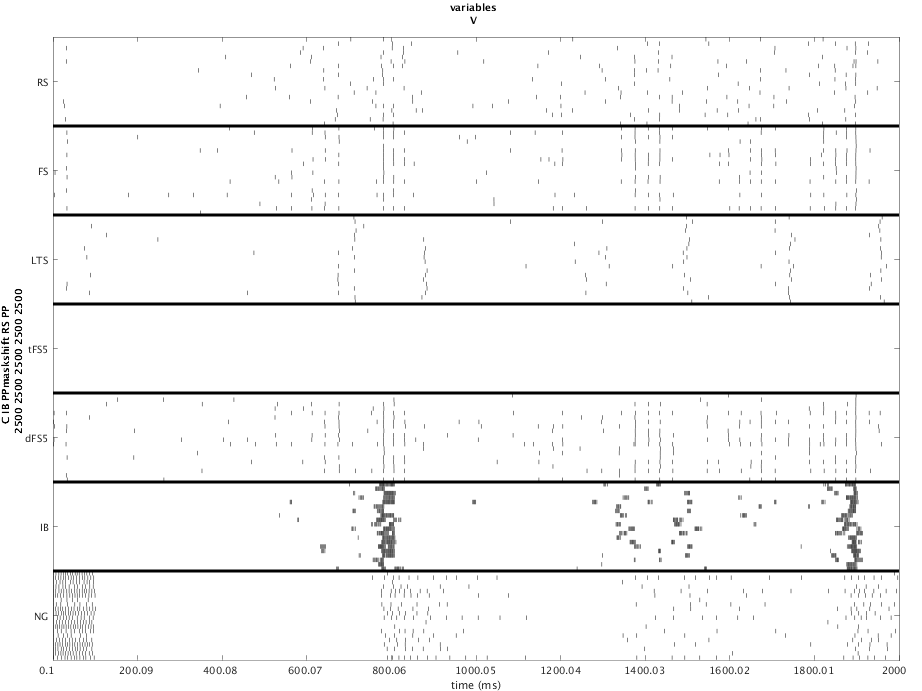 variables
V
RS
FS
LTS
tFS5
dFS5
IB
NG
C IB PPmaskshift RS PP
2500 2500 2500 2500 2500
0.1 200.09 400.08 600.07 800.06 1000.05 1200.04 1400.03 1600.02 1800.01 2000
time (ms)